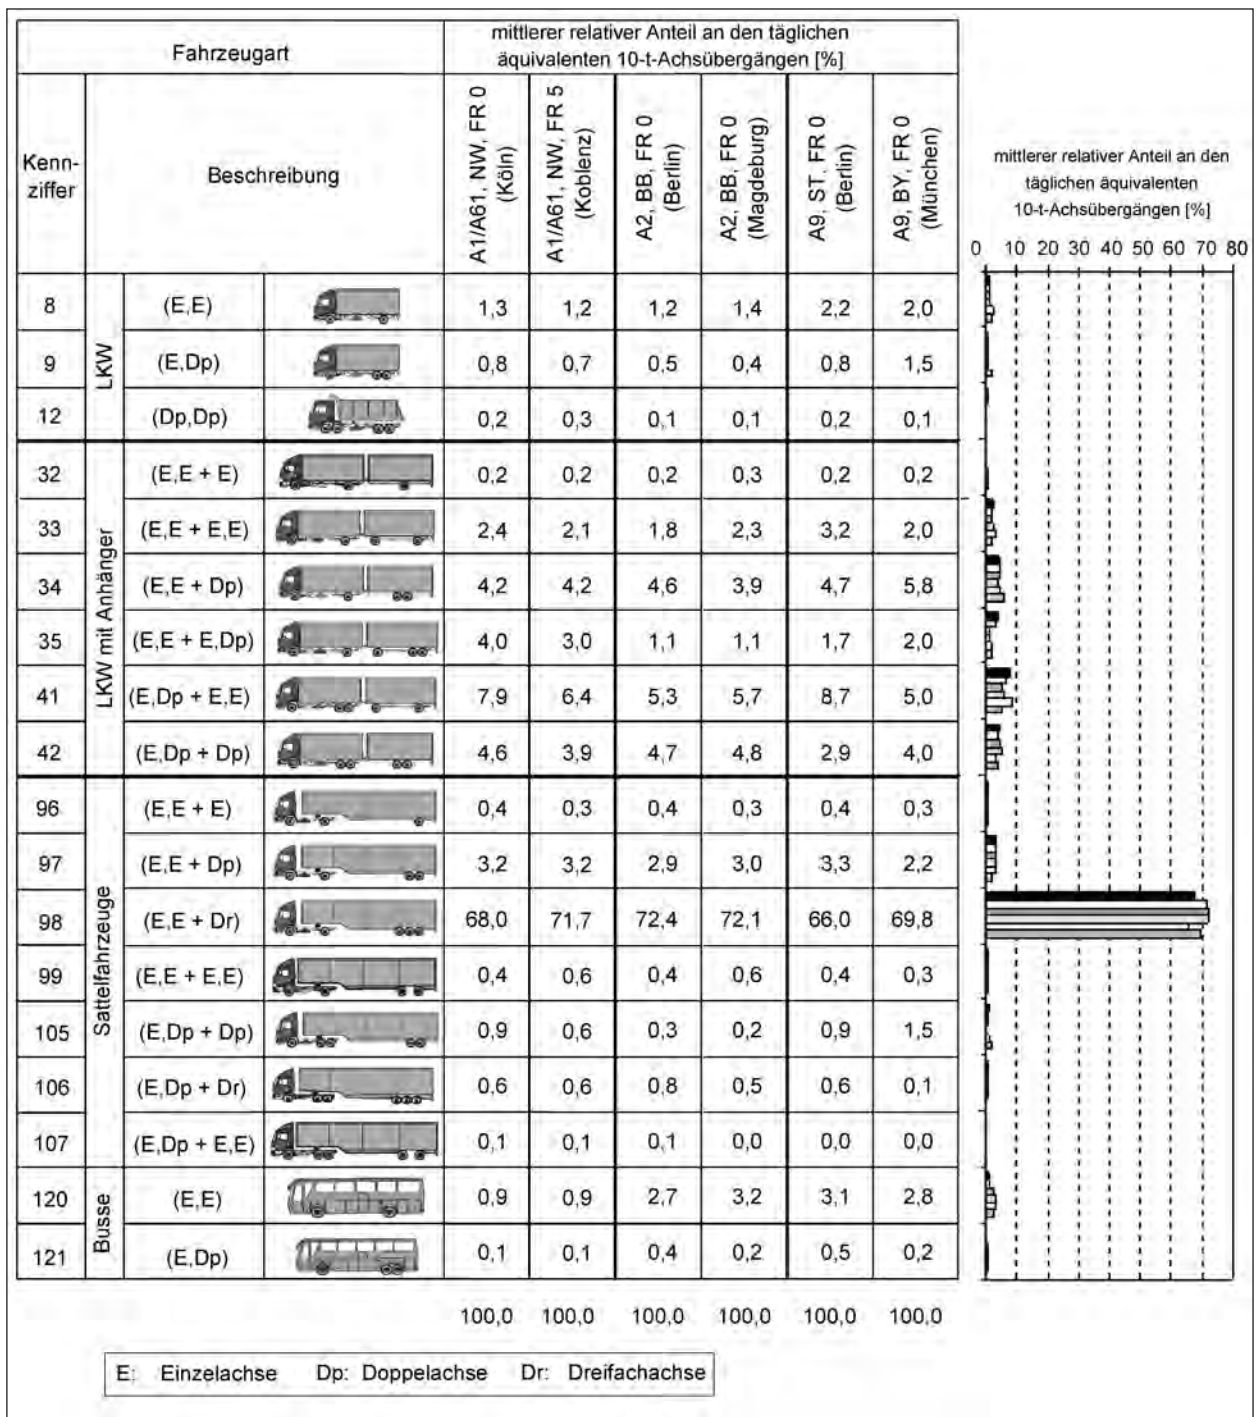 Fahrzeugart
mittlerer relativer Anteil an den täglichen
äquivalenten 10-t-Achsübergängen [%]
Kenn-
ziffer
Beschreibung
A1/A61, NW, FR 0
(Köln)
A1/A61, NW, FR 5
(Koblenz)
A2, BB, FR 0
(Berlin)
A2, BB, FR 0
(Magdeburg)
A9, ST, FR 0
(Berlin)
A9, BY, FR 0
(München)
mittlerer relativer Anteil an den
täglichen äquivalenten
10-t-Achsübergängen [%]
0 10 20 30 40 50 60 70 80
LKW
8 (E,E) 1,3 1,2 1,2 1,4 2,2 2,0
9 (E,Dp) 0,8 0,7 0,5 0,4 0,8 1,5
12 (Dp,Dp) 0,2 0,3 0,1 0,1 0,2 0,1
LKW mit Anhänger
32 (E,E + E) 0,2 0,2 0,2 0,3 0,2 0,2
33 (E,E + E,E) 2,4 2,1 1,8 2,3 3,2 2,0
34 (E,E + Dp) 4,2 4,2 4,6 3,9 4,7 5,8
35 (E,E + E,Dp) 4,0 3,0 1,1 1,1 1,7 2,0
41 (E,Dp + E,E) 7,9 6,4 5,3 5,7 8,7 5,0
42 (E,Dp + Dp) 4,6 3,9 4,7 4,8 2,9 4,0
Sattelfahrzeuge
96 (E,E + E) 0,4 0,3 0,4 0,3 0,4 0,3
97 (E,E + Dp) 3,2 3,2 2,9 3,0 3,3 2,2
98 (E,E + Dr) 68,0 71,7 72,4 72,1 66,0 69,8
99 (E,E + E,E) 0,4 0,6 0,4 0,6 0,4 0,3
105 (E,Dp + Dp) 0,9 0,6 0,3 0,2 0,9 1,5
106 (E,Dp + Dr) 0,6 0,6 0,8 0,5 0,6 0,1
107 (E,Dp + E,E) 0,1 0,1 0,1 0,0 0,0 0,0
Busse
120 (E,E) 0,9 0,9 2,7 3,2 3,1 2,8
121 (E,Dp) 0,1 0,1 0,4 0,2 0,5 0,2
100,0 100,0 100,0 100,0 100,0 100,0
E: Einzelachse Dp: Doppelachse Dr: Dreifachachse